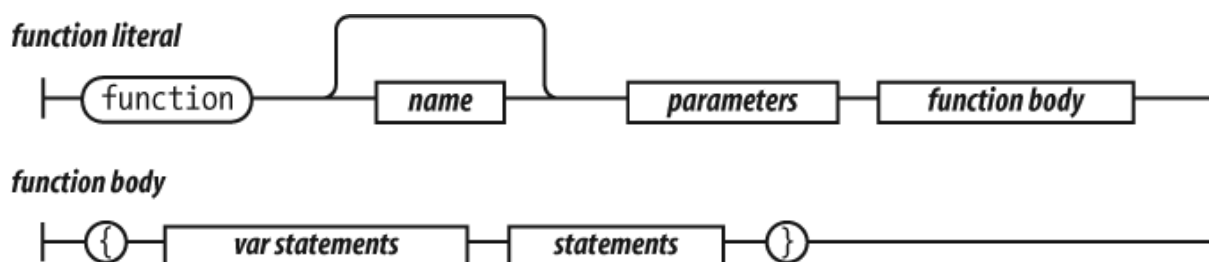 function literal
function name parameters function body
function body
{ var statements statements }